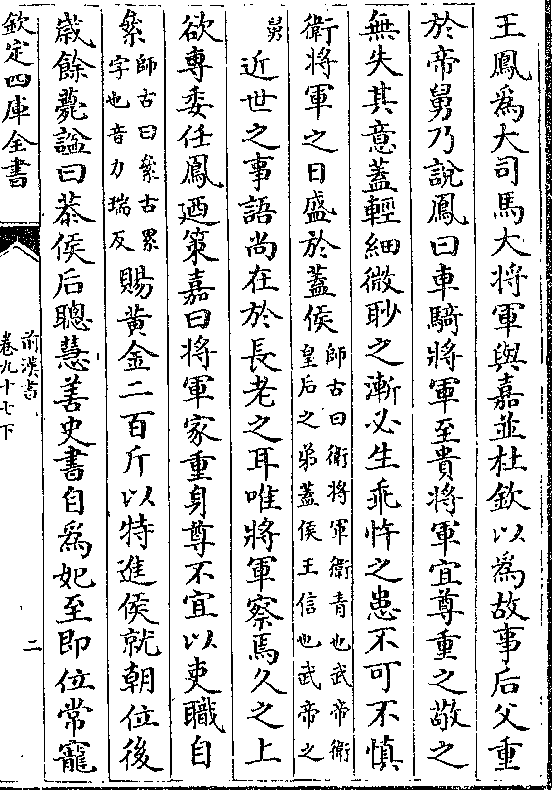 王鳳爲大司馬大將軍與嘉並杜欽以爲故事后父重
於帝舅乃說鳳曰車騎將軍至貴將軍宜尊重之敬之
無失其意蓋輕細微眇之漸必生乖忤之患不可不慎
衛將軍之日盛於蓋侯師古曰衛將軍衛青也武帝衛
皇后之弟蓋侯王信也武帝之
舅近世之事語尚在於長老之耳唯將軍察焉久之上
欲專委任鳳迺策嘉曰將軍家重身尊不宜以吏職自
絫師古曰絫古累
字也音力瑞反賜黃金二百斤以特進侯就朝位後
歲餘薨謚曰恭侯后聰慧善史書自爲妃至即位常寵
欽定四庫全書
前漢書
卷九十七下
二